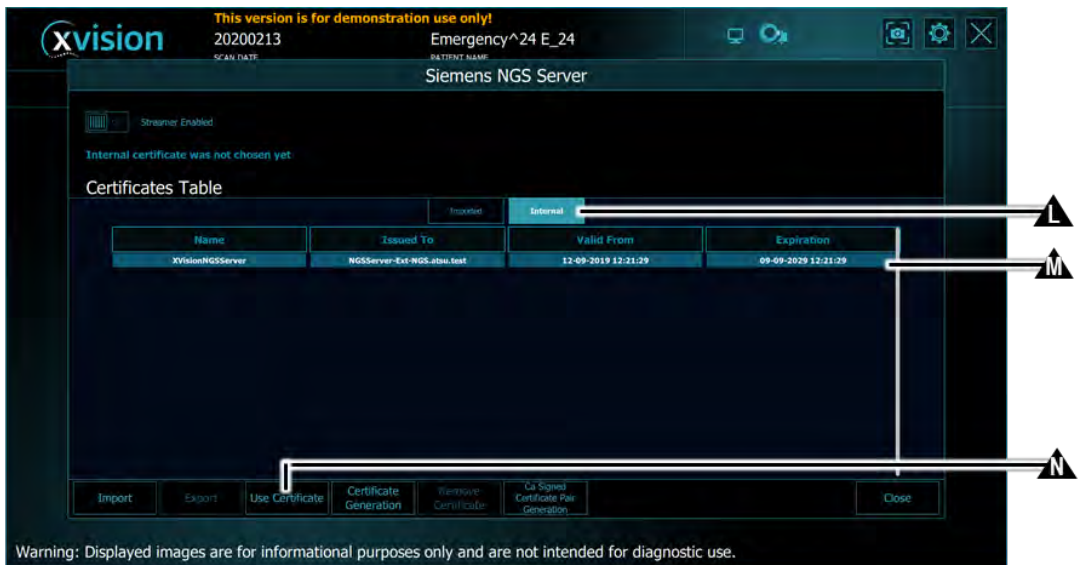 This version is for demonstration use only!
xvision 20200213 Emergency^24 E_24
SCAN DATE PATIENT NAME
Siemens NGS Server
Streamer Enabled
Internal certificate was not chosen yet
Certificates Table
Imported Internal
L
Name Issued To Valid From Expiration
XVisionNGSServer NGSServer-Ext-NGS.atsu.test 12-09-2019 12:21:29 09-09-2029 12:21:29
M
N
Import Export Use Certificate Certificate Generation Remove Certificate Ca Signed Certificate Pair Generation Close
Warning: Displayed images are for informational purposes only and are not intended for diagnostic use.